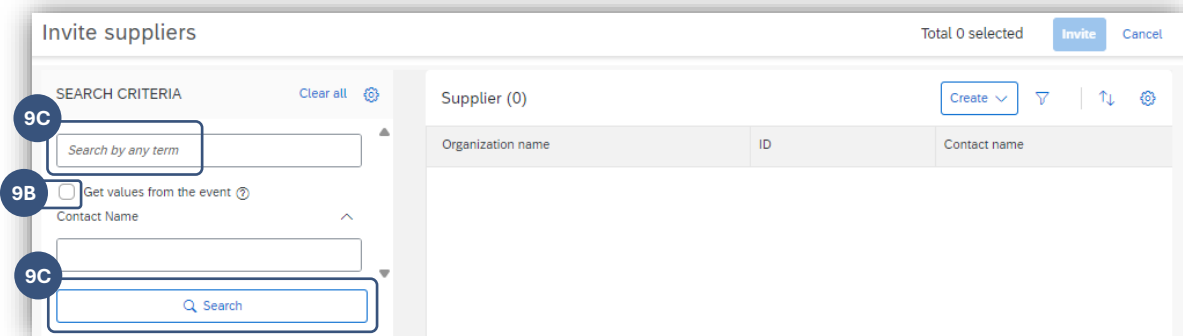 Invite suppliers
Total 0 selected
Invite
Cancel
SEARCH CRITERIA
Clear all
9C
Search by any term
9B
Get values from the event
Contact Name
9C
Search
Supplier (0)
Create
Organization name
ID
Contact name